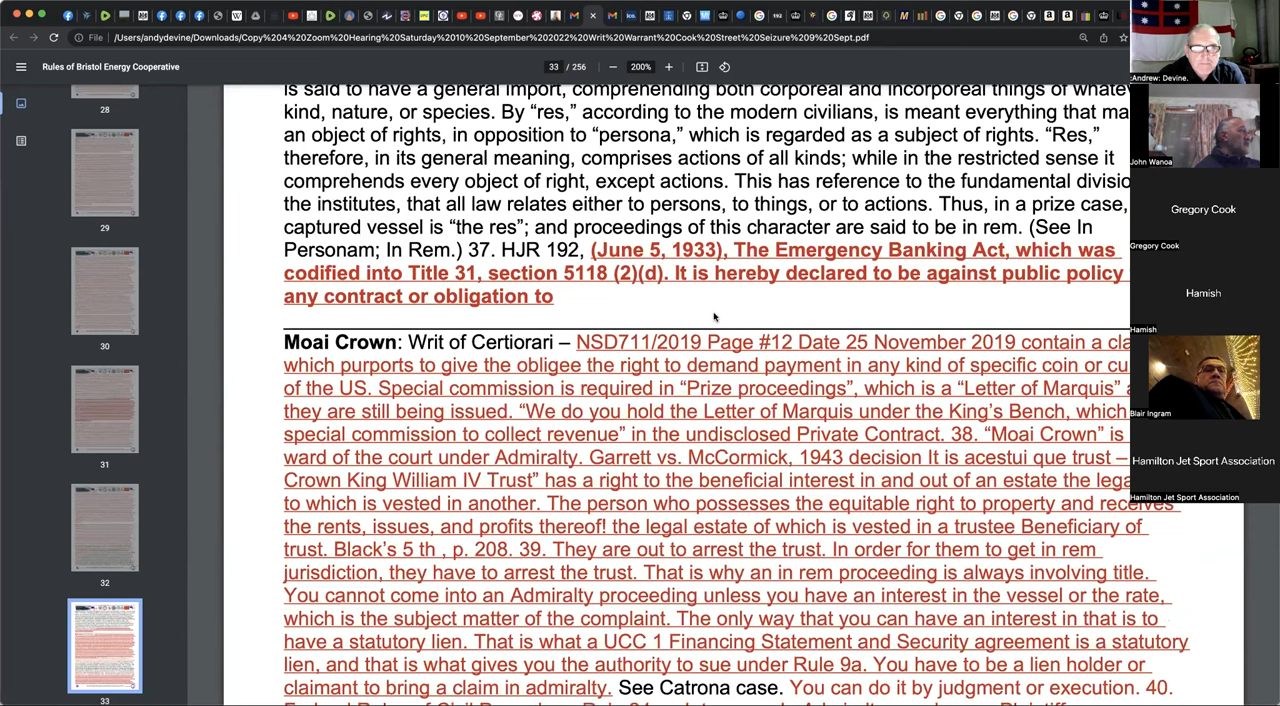 File /Users/andydevine/Downloads/Copy%204%20Zoom%20Hearing%20Saturday%2010%20September%202022%20Writ%20Warrant%20Cook%20Street%20Seizure%209%20Sept.pdf
Rules of Bristol Energy Cooperative
33 / 256
200%
28
29
30
31
32
33
is said to have a general import, comprehending both corporeal and incorporeal things of whate
kind, nature, or species. By “res,” according to the modern civilians, is meant everything that ma
an object of rights, in opposition to “persona,” which is regarded as a subject of rights. “Res,”
therefore, in its general meaning, comprises actions of all kinds; while in the restricted sense it
comprehends every object of right, except actions. This has reference to the fundamental divisio
the institutes, that all law relates either to persons, to things, or to actions. Thus, in a prize case,
captured vessel is “the res”; and proceedings of this character are said to be in rem. (See In
Personam; In Rem.) 37. HJR 192, (June 5, 1933), The Emergency Banking Act, which was
codified into Title 31, section 5118 (2)(d). It is hereby declared to be against public policy
any contract or obligation to
Moai Crown: Writ of Certiorari – NSD711/2019 Page #12 Date 25 November 2019 contain a cla
which purports to give the obligee the right to demand payment in any kind of specific coin or cu
of the US. Special commission is required in “Prize proceedings”, which is a “Letter of Marquis”
they are still being issued. “We do you hold the Letter of Marquis under the King’s Bench, which
special commission to collect revenue” in the undisclosed Private Contract. 38. “Moai Crown” is
ward of the court under Admiralty. Garrett vs. McCormick, 1943 decision It is acestui que trust –
Crown King William IV Trust” has a right to the beneficial interest in and out of an estate the lega
to which is vested in another. The person who possesses the equitable right to property and receives
the rents, issues, and profits thereof! the legal estate of which is vested in a trustee Beneficiary of
trust. Black’s 5 th , p. 208. 39. They are out to arrest the trust. In order for them to get in rem
jurisdiction, they have to arrest the trust. That is why an in rem proceeding is always involving title.
You cannot come into an Admiralty proceeding unless you have an interest in the vessel or the rate,
which is the subject matter of the complaint. The only way that you can have an interest in that is to
have a statutory lien. That is what a UCC 1 Financing Statement and Security agreement is a statutory
lien, and that is what gives you the authority to sue under Rule 9a. You have to be a lien holder or
claimant to bring a claim in admiralty. See Catrona case. You can do it by judgment or execution. 40.
Andrew: Devine.
John Wanoa
Gregory Cook
Gregory Cook
Hamish
Hamish
Blair Ingram
Hamilton Jet Sport Association
Hamilton Jet Sport Association